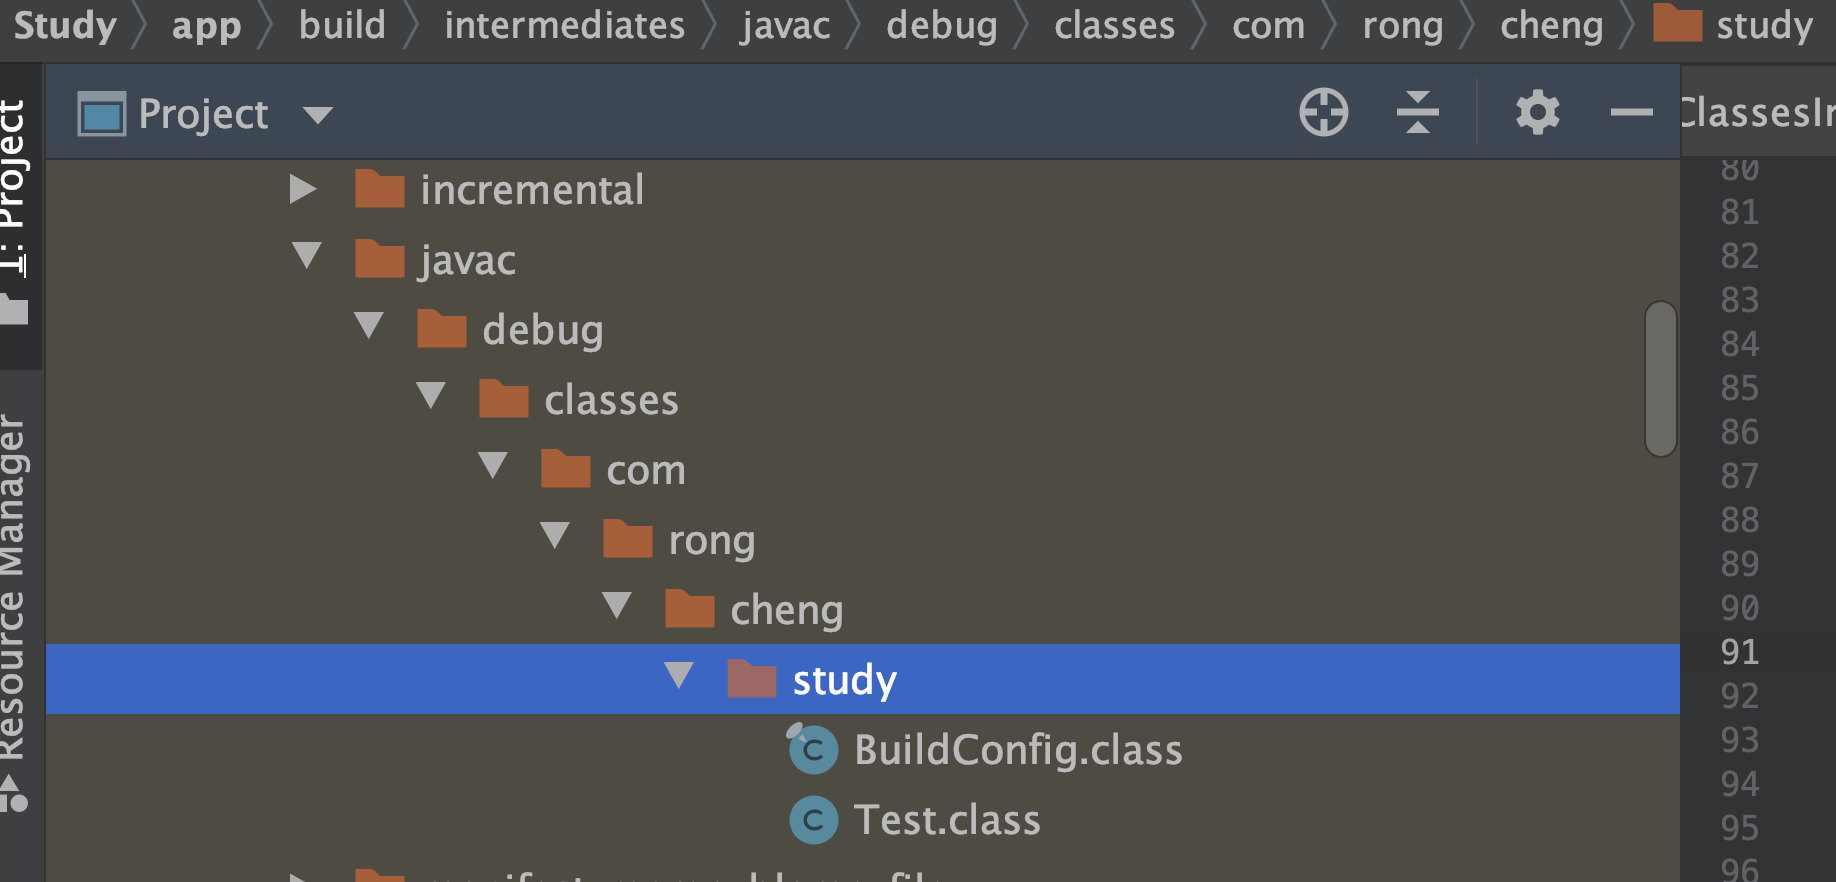 Study app build intermediates javac debug classes com rong cheng study
1: Project
Resource Manager
Project
incremental
javac
debug
classes
com
rong
cheng
study
BuildConfig.class
Test.class
80
81
82
83
84
85
86
87
88
89
90
91
92
93
94
95
96